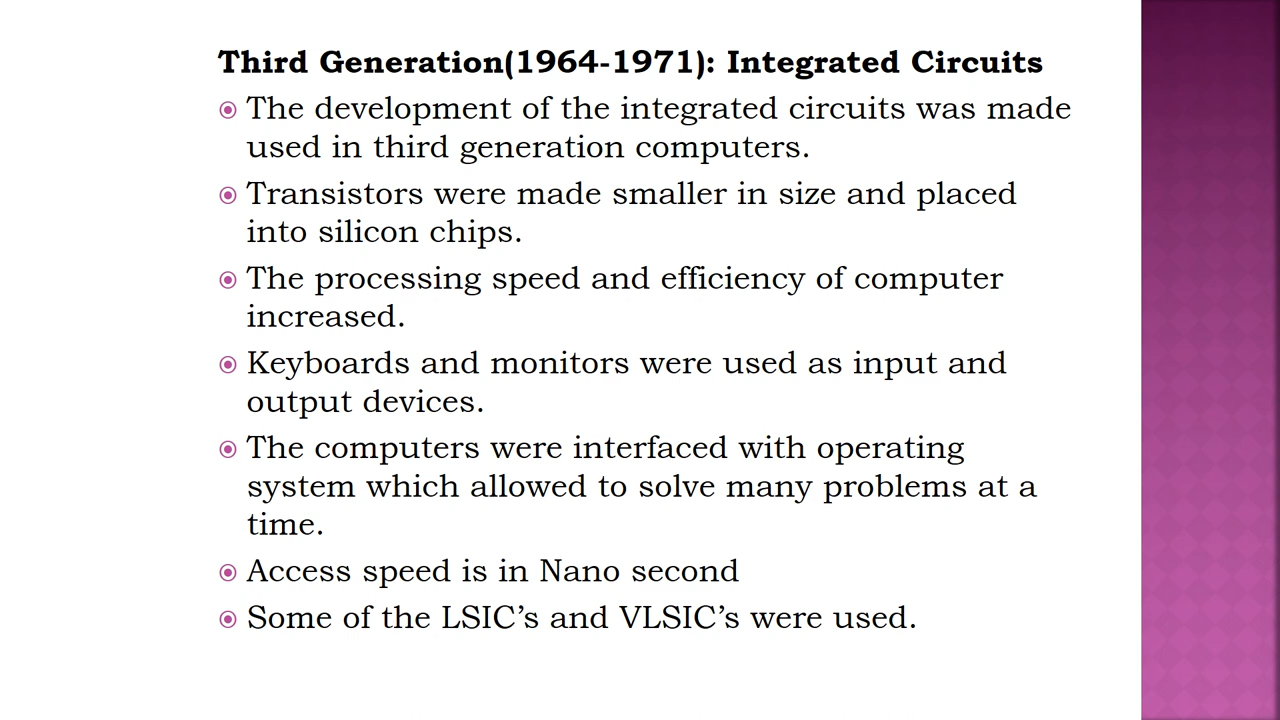 Third Generation(1964-1971): Integrated Circuits
The development of the integrated circuits was made
used in third generation computers.
Transistors were made smaller in size and placed
into silicon chips.
The processing speed and efficiency of computer
increased.
Keyboards and monitors were used as input and
output devices.
The computers were interfaced with operating
system which allowed to solve many problems at a
time.
Access speed is in Nano second
Some of the LSIC’s and VLSIC’s were used.